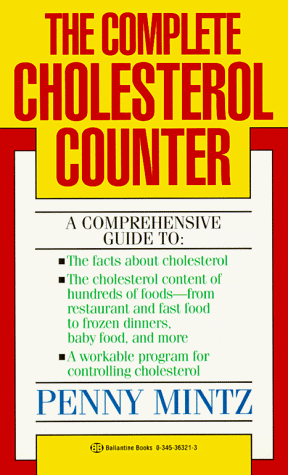 THE COMPLETE
CHOLESTEROL
COUNTER
A COMPREHENSIVE
GUIDE TO:
■ The facts about cholesterol
■ The cholesterol content of
hundreds of foods—from
restaurant and fast food
to frozen dinners,
baby food, and more
■ A workable program for
controlling cholesterol
PENNY MINTZ
BB Ballantine Books 0-345-36321-3